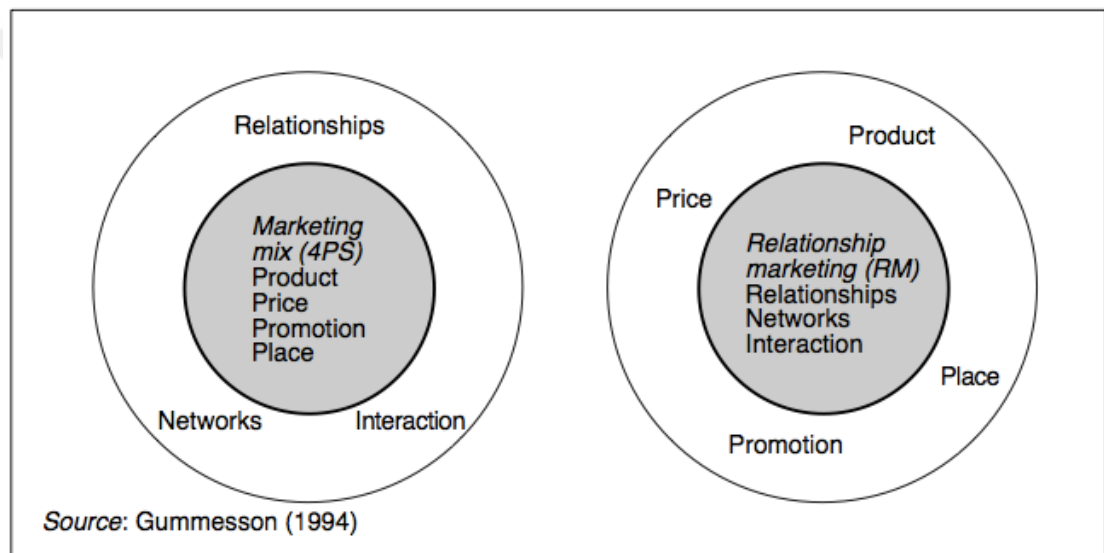 Relationships
Marketing
mix (4PS)
Product
Price
Promotion
Place
Networks
Interaction
Product
Price
Relationship
marketing (RM)
Relationships
Networks
Interaction
Place
Promotion
Source: Gummesson (1994)